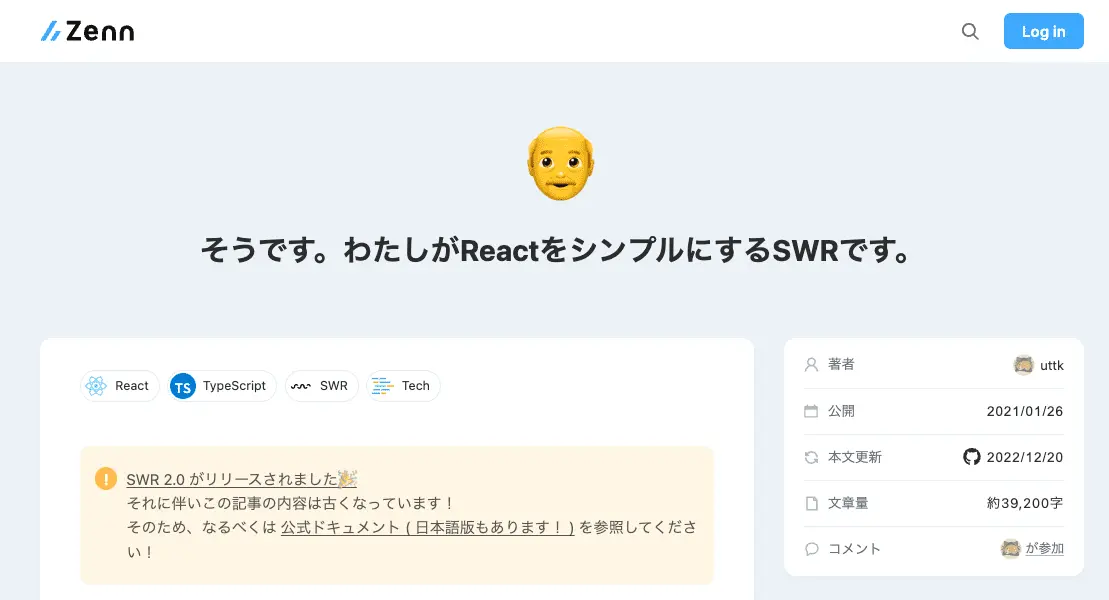 Zenn
Log in
そうです。わたしがReactをシンプルにするSWRです。
React
TS TypeScript
SWR
Tech
SWR 2.0 がリリースされました🎉
それに伴いこの記事の内容は古くなっています！
そのため、なるべくは 公式ドキュメント ( 日本語版もあります！ ) を参照してくださ
い！
著者 uttk
公開 2021/01/26
本文更新 2022/12/20
文章量 約39,200字
コメント が参加